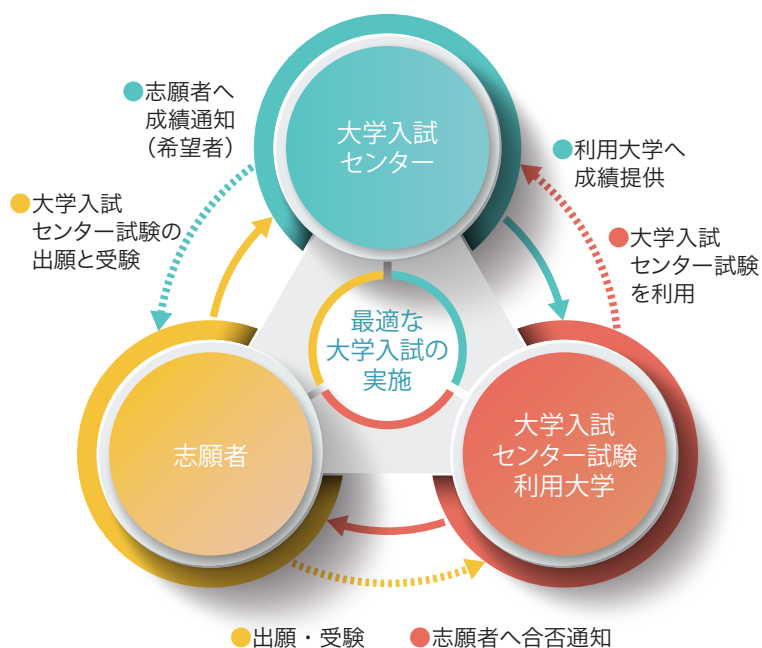 ●志願者へ
成績通知
（希望者）
大学入試
センター
●利用大学へ
成績提供
●大学入試
センター試験の
出願と受験
●大学入試
センター試験
を利用
最適な
大学入試の
実施
志願者
大学入試
センター試験
利用大学
●出願・受験
●志願者へ合否通知